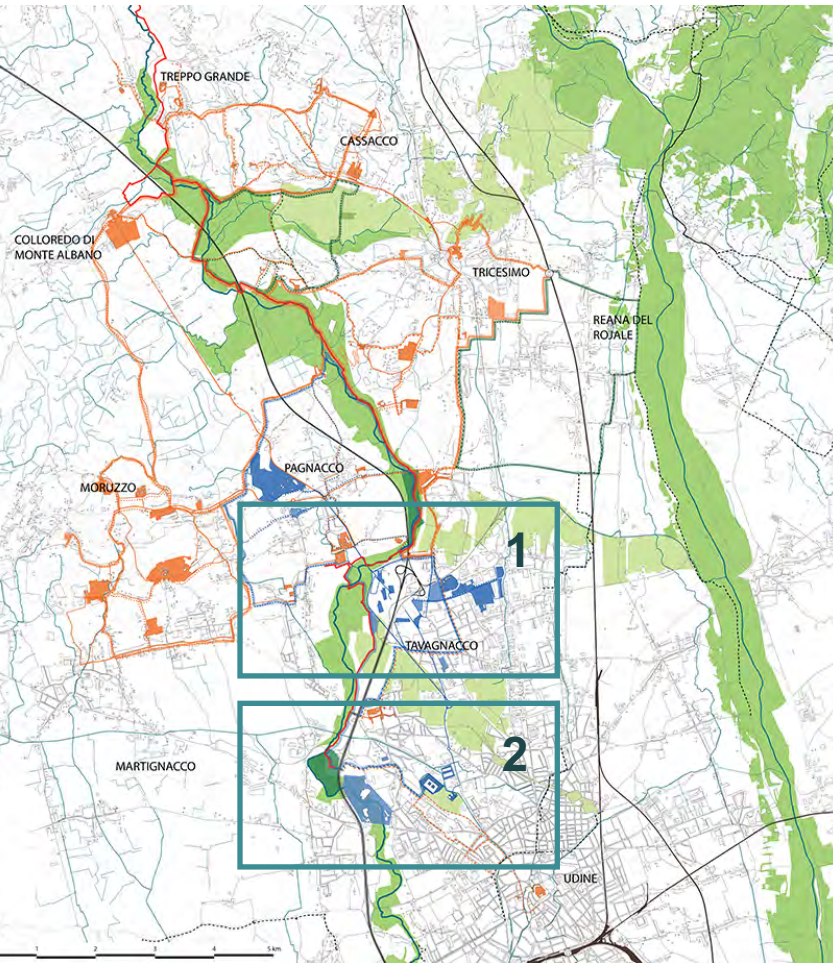 TREPPO GRANDE
CASSACCO
COLLOREDO DI
MONTE ALBANO
TRICESIMO
REANA DEL
ROJALE
PAGNACCO
MORUZZO
1
TAVAGNACCO
2
MARTIGNACCO
UDINE
1
2
3
4
5 km